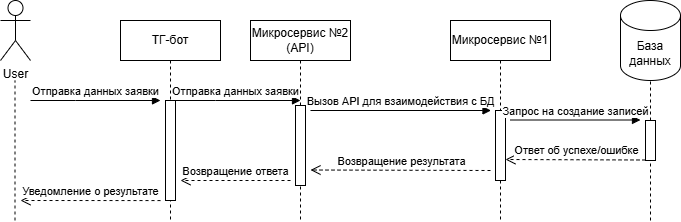 User
ТГ-бот
Микросервис №2
(API)
Микросервис №1
База
данных
Отправка данных заявки
Отправка данных заявки
Вызов API для взаимодействия с БД
Запрос на создание записей
Ответ об успехе/ошибке
Возвращение результата
Возвращение ответа
Уведомление о результате